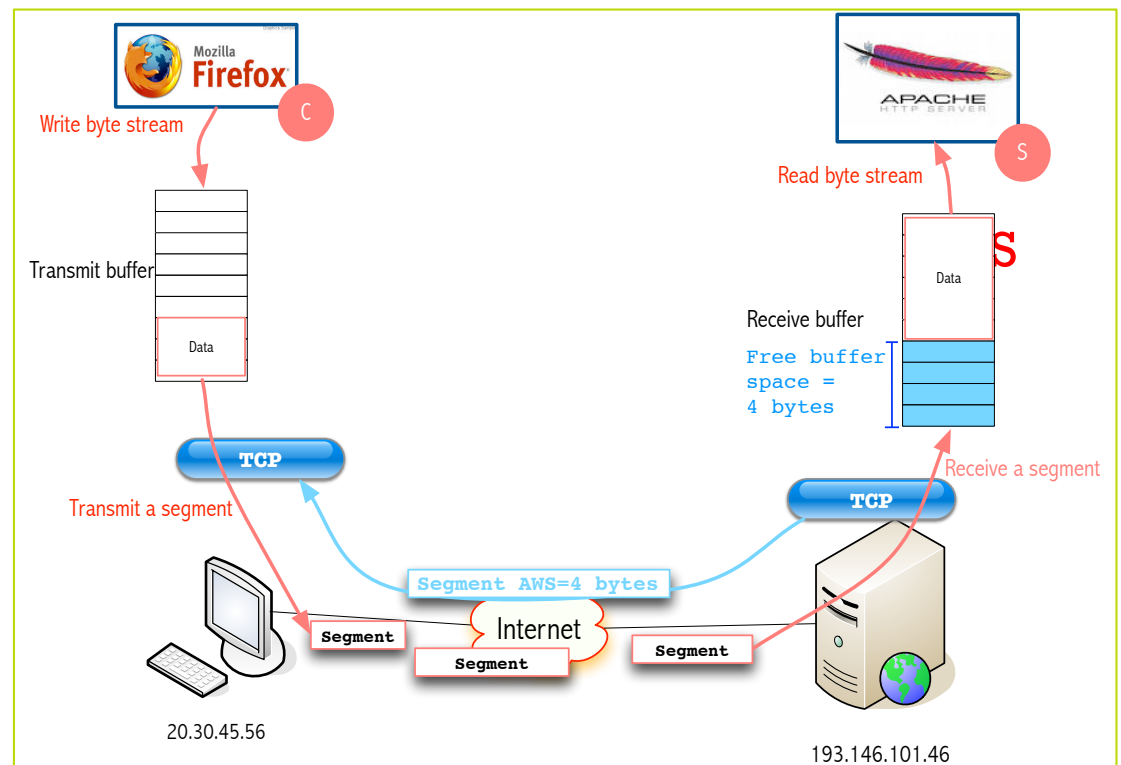 Mozilla
Firefox
C
Write byte stream
APACHE
HTTP SERVER
S
Read byte stream
S
Transmit buffer
Data
Data
Receive buffer
Free buffer
space =
4 bytes
TCP
Receive a segment
TCP
Transmit a segment
Segment AWS=4 bytes
Internet
Segment
Segment
Segment
20.30.45.56
193.146.101.46